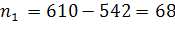 n₁ = 610 − 542 = 68